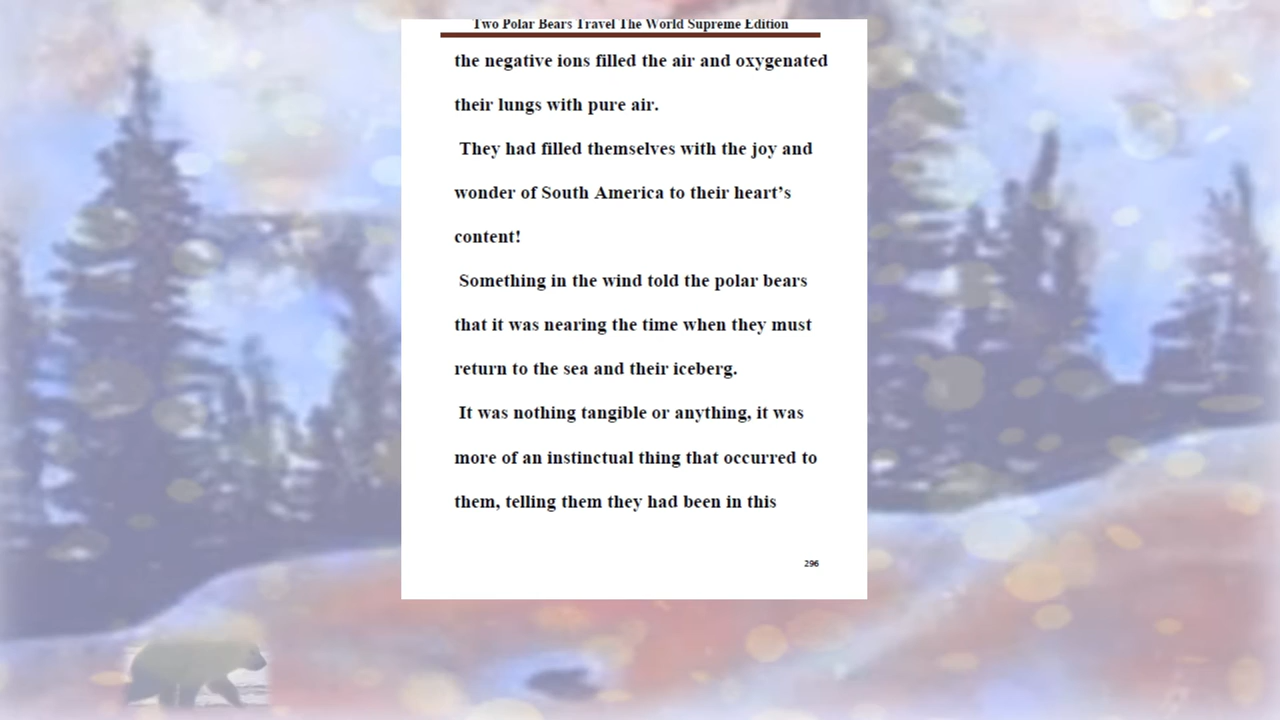 Two Polar Bears Travel The World Supreme Edition
the negative ions filled the air and oxygenated
their lungs with pure air.
They had filled themselves with the joy and
wonder of South America to their heart’s
content!
Something in the wind told the polar bears
that it was nearing the time when they must
return to the sea and their iceberg.
It was nothing tangible or anything, it was
more of an instinctual thing that occurred to
them, telling them they had been in this
296